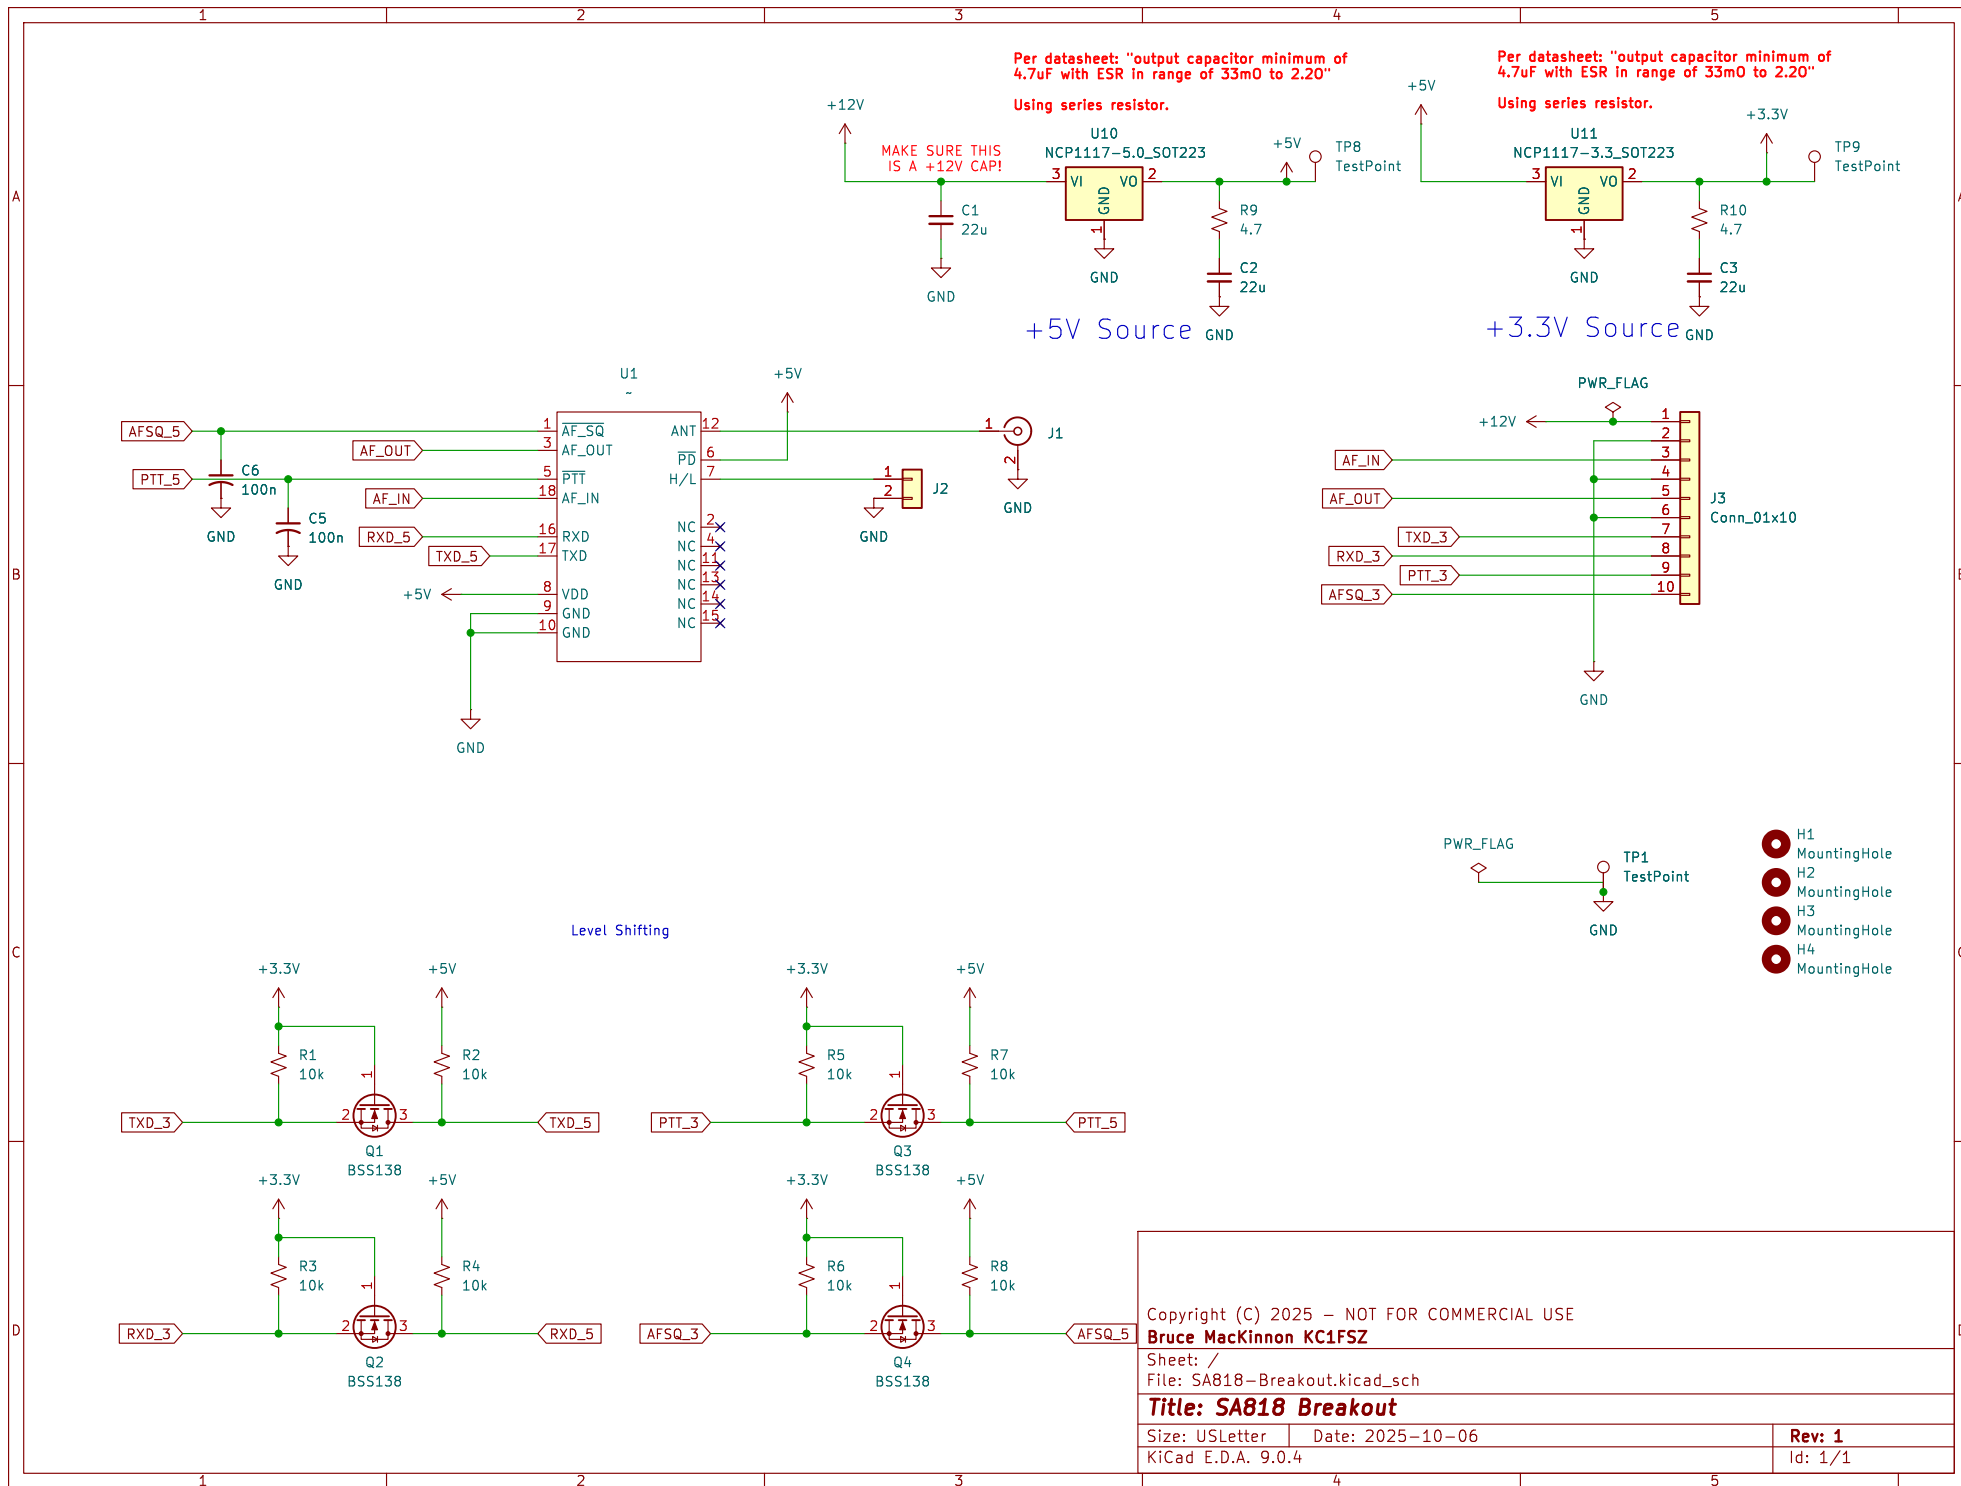 1 2 3 4 5
Per datasheet: "output capacitor minimum of
4.7uF with ESR in range of 33mO to 2.2O"
Using series resistor.
Per datasheet: "output capacitor minimum of
4.7uF with ESR in range of 33mO to 2.2O"
Using series resistor.
+12V
MAKE SURE THIS
IS A +12V CAP!
C1
22u
GND
U10
NCP1117-5.0_SOT223
3 VI VO 2
GND
1
GND
+5V
TP8
TestPoint
R9
4.7
C2
22u
GND
+5V Source
+5V
U11
NCP1117-3.3_SOT223
3 VI VO 2
GND
1
GND
+3.3V
TP9
TestPoint
R10
4.7
C3
22u
GND
+3.3V Source
A
U1
~
AFSQ_5
AF_OUT
PTT_5
AF_IN
RXD_5
TXD_5
C6
100n
GND
C5
100n
GND
+5V
1 AF_SQ
3 AF_OUT
5 PTT
18 AF_IN
16 RXD
17 TXD
8 VDD
9 GND
10 GND
GND
ANT 12
PD 6
H/L 7
NC 2
NC 4
NC 11
NC 13
NC 14
NC 15
+5V
1
J1
2
GND
1
2
J2
GND
B
PWR_FLAG
+12V
AF_IN
AF_OUT
TXD_3
RXD_3
PTT_3
AFSQ_3
1
2
3
4
5
6
7
8
9
10
J3
Conn_01x10
GND
PWR_FLAG
TP1
TestPoint
GND
H1
MountingHole
H2
MountingHole
H3
MountingHole
H4
MountingHole
C
Level Shifting
+3.3V
+5V
R1
10k
R2
10k
1
TXD_3
2 3
TXD_5
Q1
BSS138
+3.3V
+5V
R5
10k
R7
10k
1
PTT_3
2 3
PTT_5
Q3
BSS138
D
+3.3V
+5V
R3
10k
R4
10k
1
RXD_3
2 3
RXD_5
Q2
BSS138
+3.3V
+5V
R6
10k
R8
10k
1
AFSQ_3
2 3
AFSQ_5
Q4
BSS138
Copyright (C) 2025 - NOT FOR COMMERCIAL USE
Bruce MacKinnon KC1FSZ
Sheet: /
File: SA818-Breakout.kicad_sch
Title: SA818 Breakout
Size: USLetter Date: 2025-10-06 Rev: 1
KiCad E.D.A. 9.0.4 Id: 1/1
1 2 3 4 5